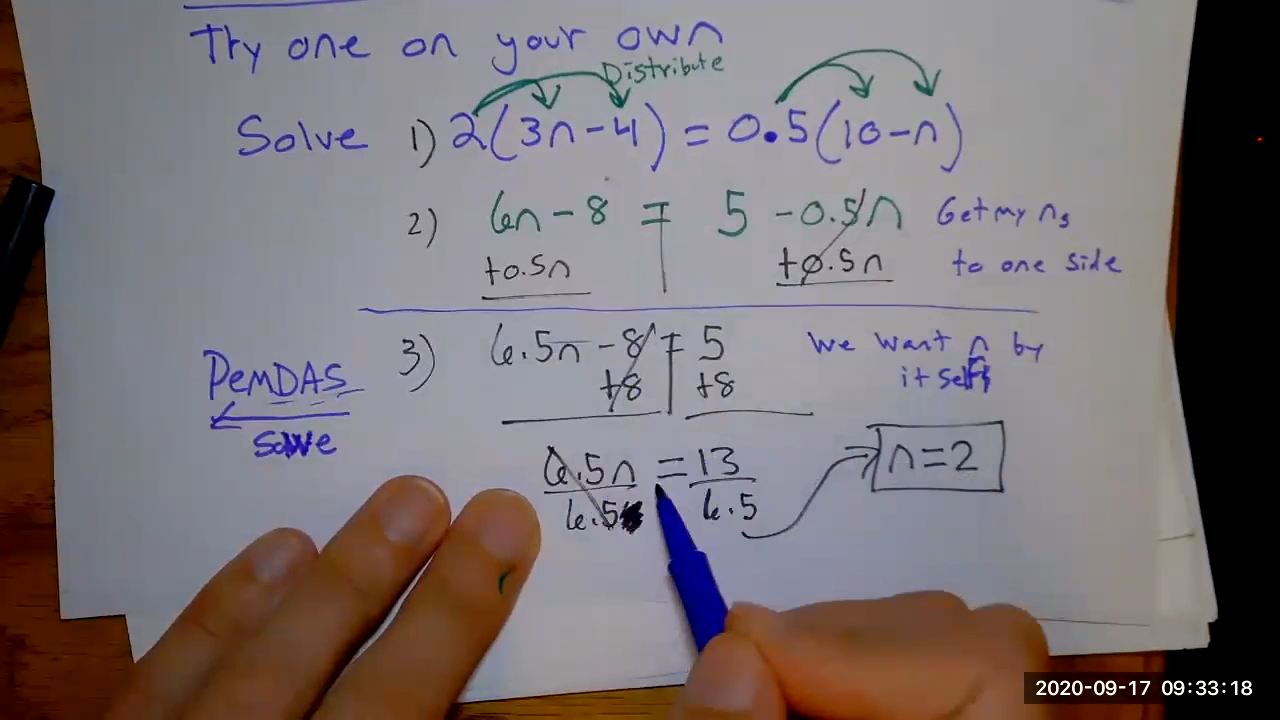 Try one on your own
Distribute
Solve 1) 2(3n-4) = 0.5(10-n)
2) 6n-8 = 5 -0.5n Get my ns
+0.5n +0.5n to one side
3) 6.5n -8 = 5 We want n by
PEMDAS +8 +8 itself
solve
6.5n = 13 n=2
6.5 6.5
2020-09-17 09:33:18